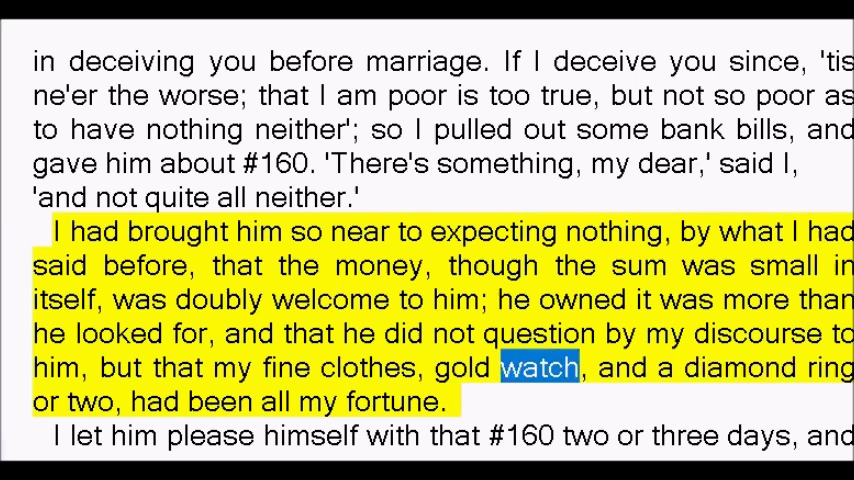 in deceiving you before marriage. If I deceive you since, 'tis
ne'er the worse; that I am poor is too true, but not so poor as
to have nothing neither'; so I pulled out some bank bills, and
gave him about #160. 'There's something, my dear,' said I,
'and not quite all neither.'
I had brought him so near to expecting nothing, by what I had
said before, that the money, though the sum was small in
itself, was doubly welcome to him; he owned it was more than
he looked for, and that he did not question by my discourse to
him, but that my fine clothes, gold watch, and a diamond ring
or two, had been all my fortune.
I let him please himself with that #160 two or three days, and